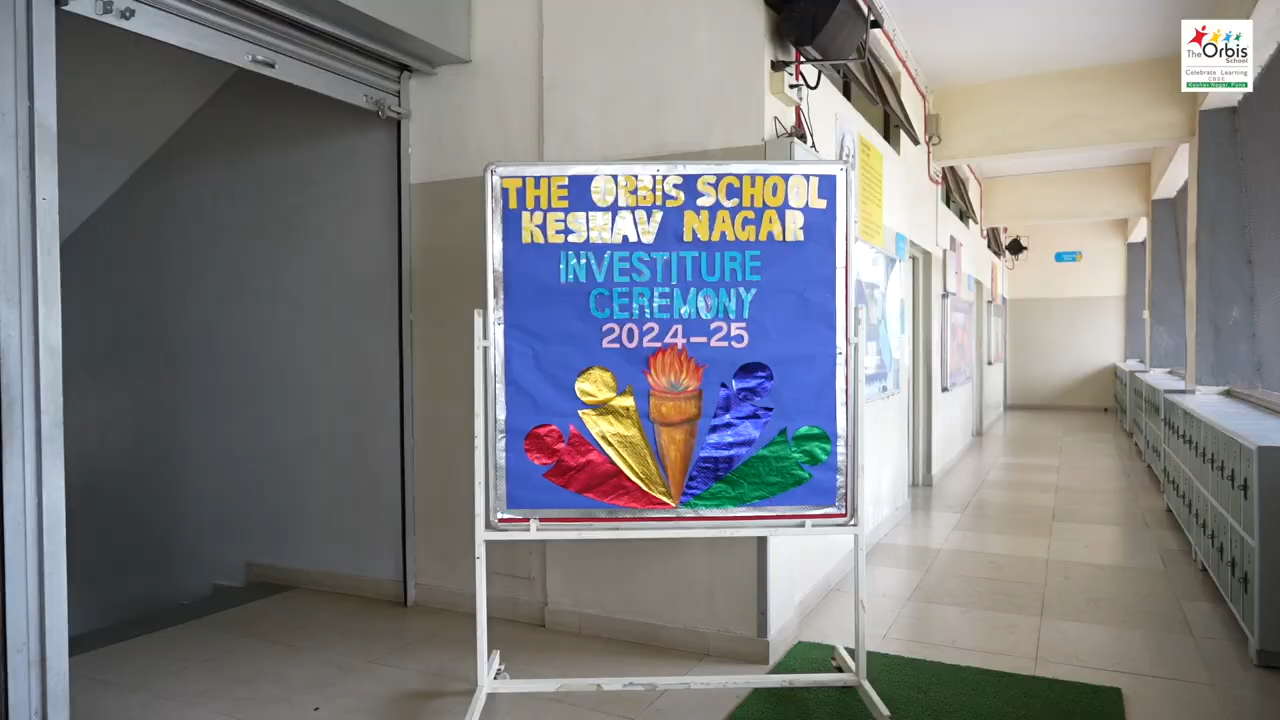 THE ORBIS SCHOOL
KESHAV NAGAR
INVESTITURE
CEREMONY
2024-25
The Orbis
School
Celebrate Learning
CBSE
Keshav Nagar, Pune